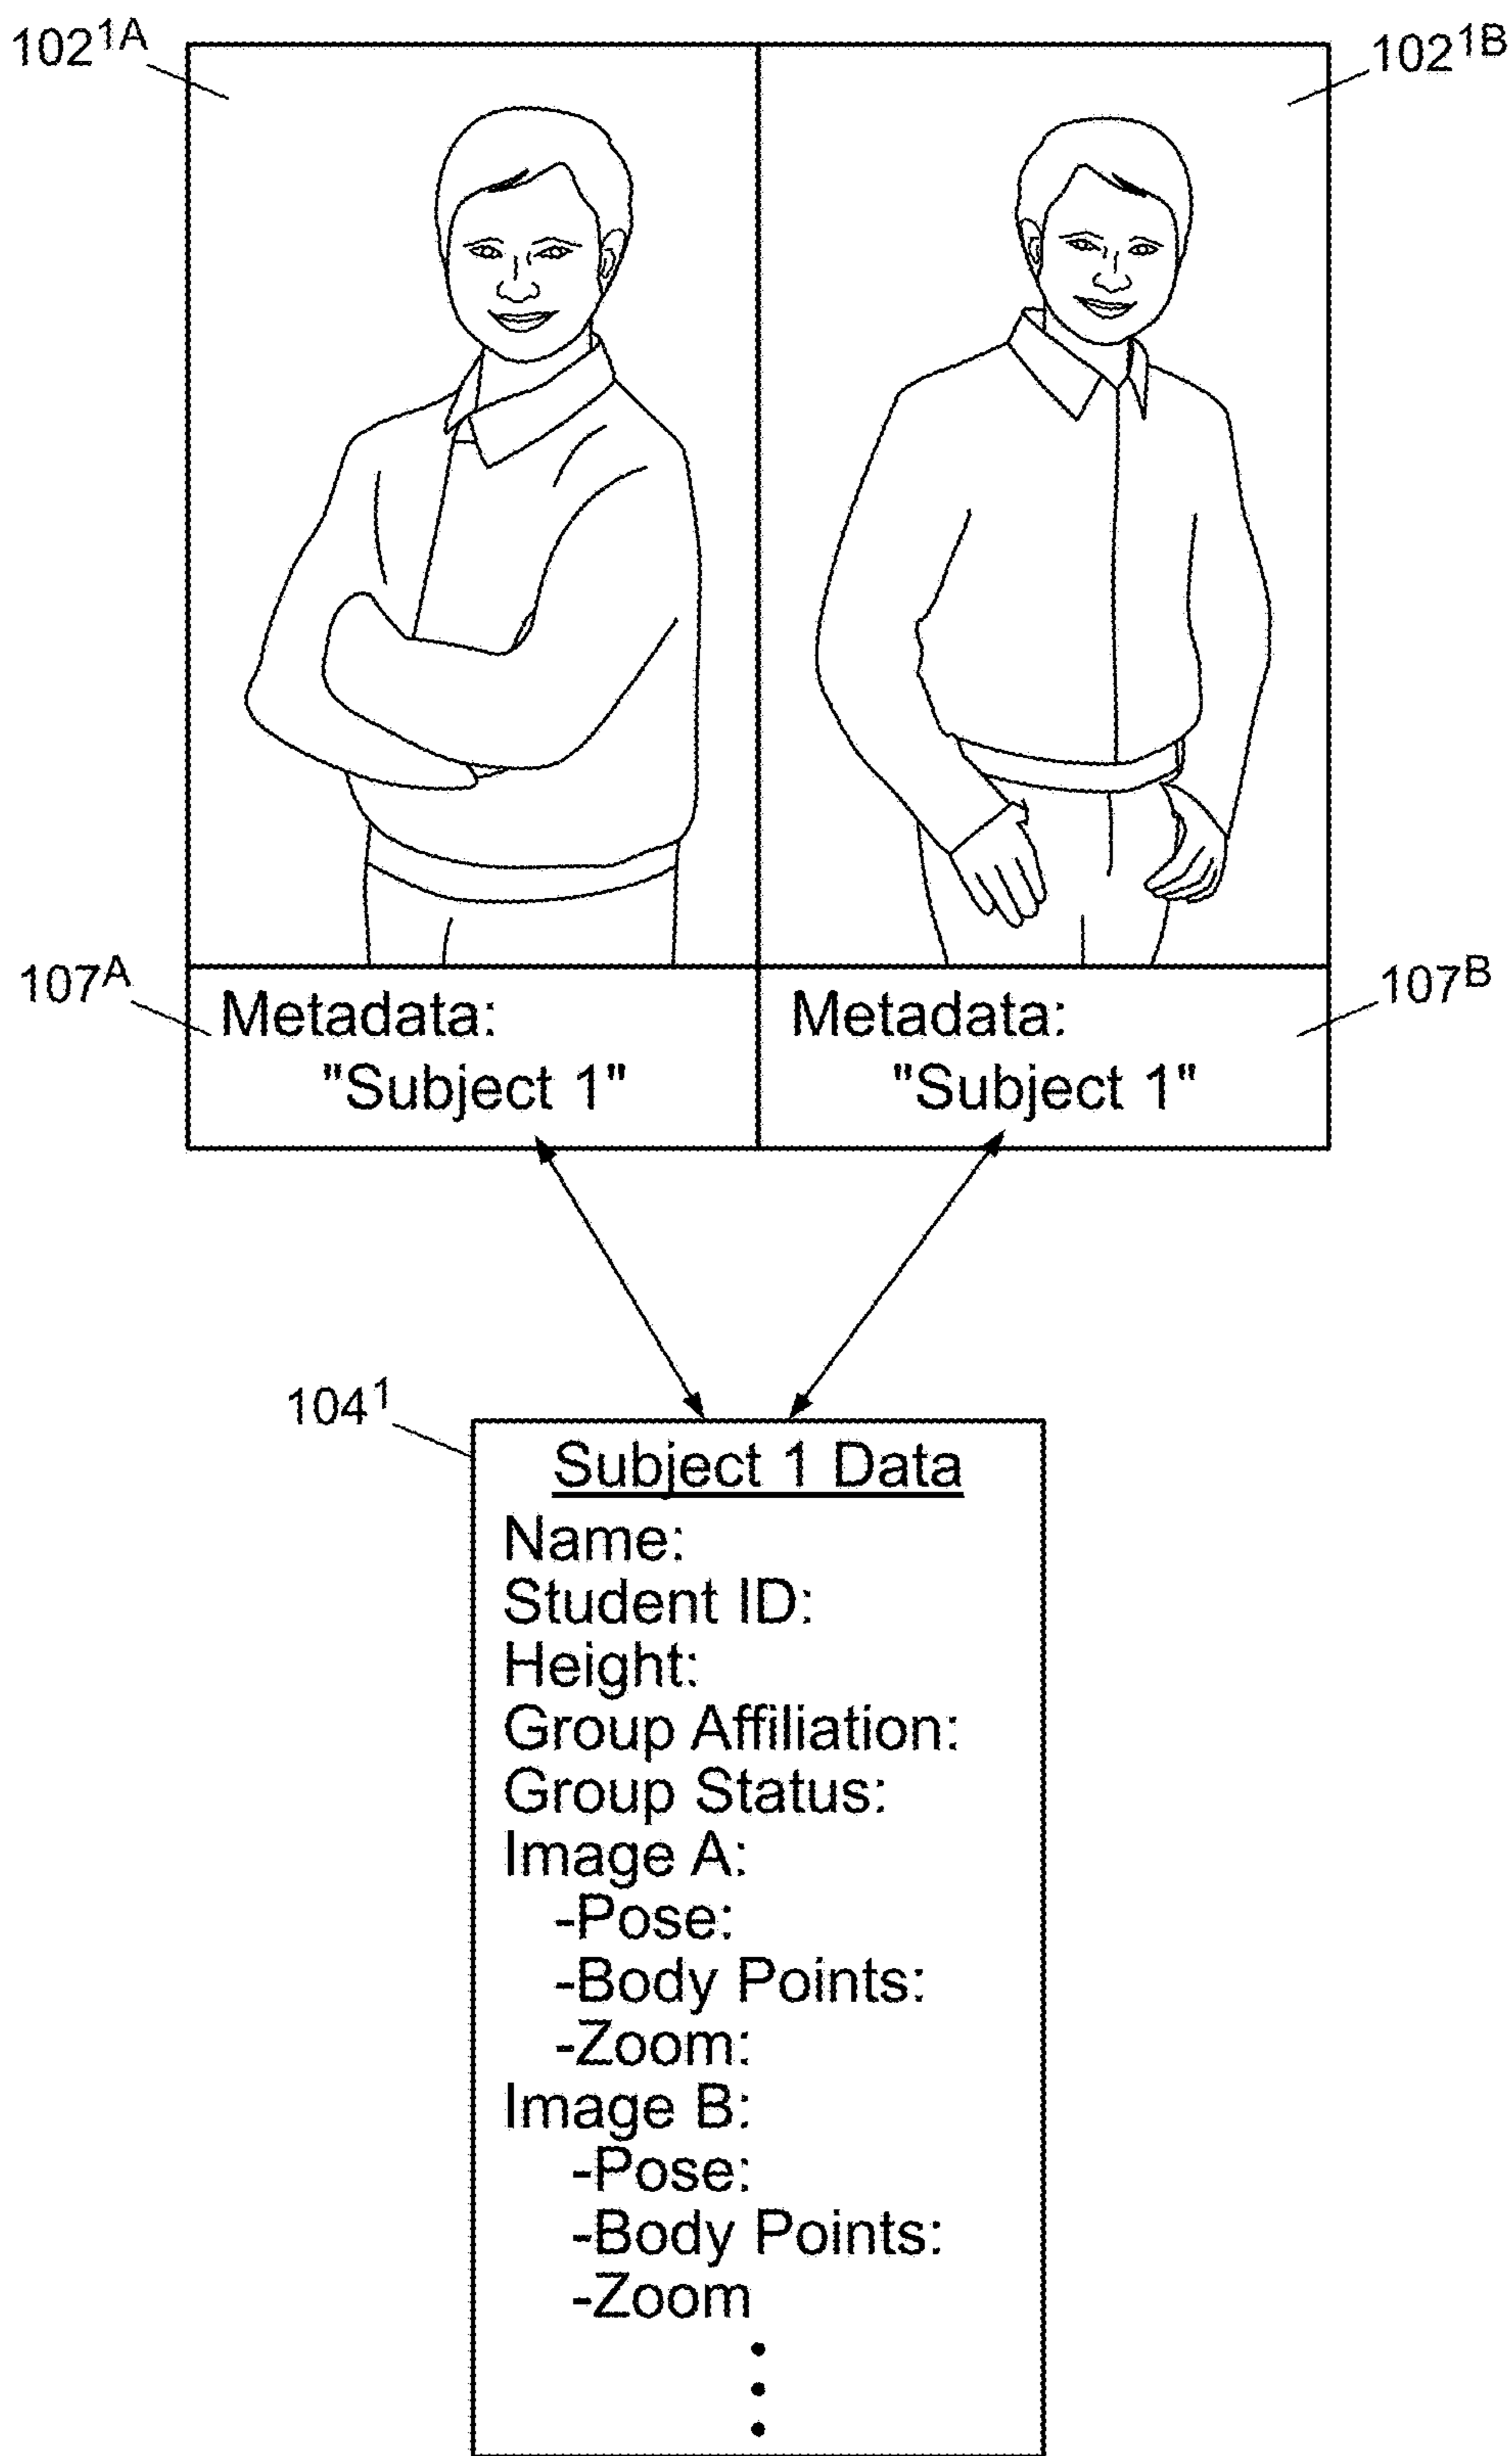 102^1A
102^1B
107^A
107^B
Metadata:
"Subject 1"
Metadata:
"Subject 1"
104^1
Subject 1 Data
Name:
Student ID:
Height:
Group Affiliation:
Group Status:
Image A:
-Pose:
-Body Points:
-Zoom:
Image B:
-Pose:
-Body Points:
-Zoom